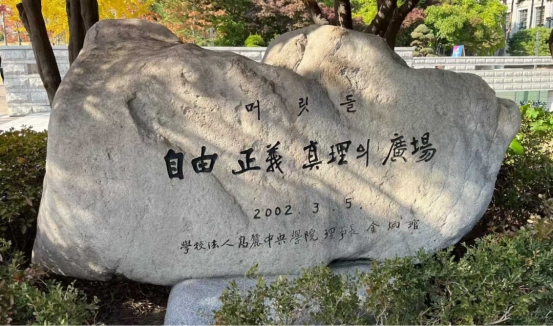 머릿돌
自由 正義 眞理의 廣場
2002. 3. 5.
學校法人 高麗中央學院 理事長 金炳琯